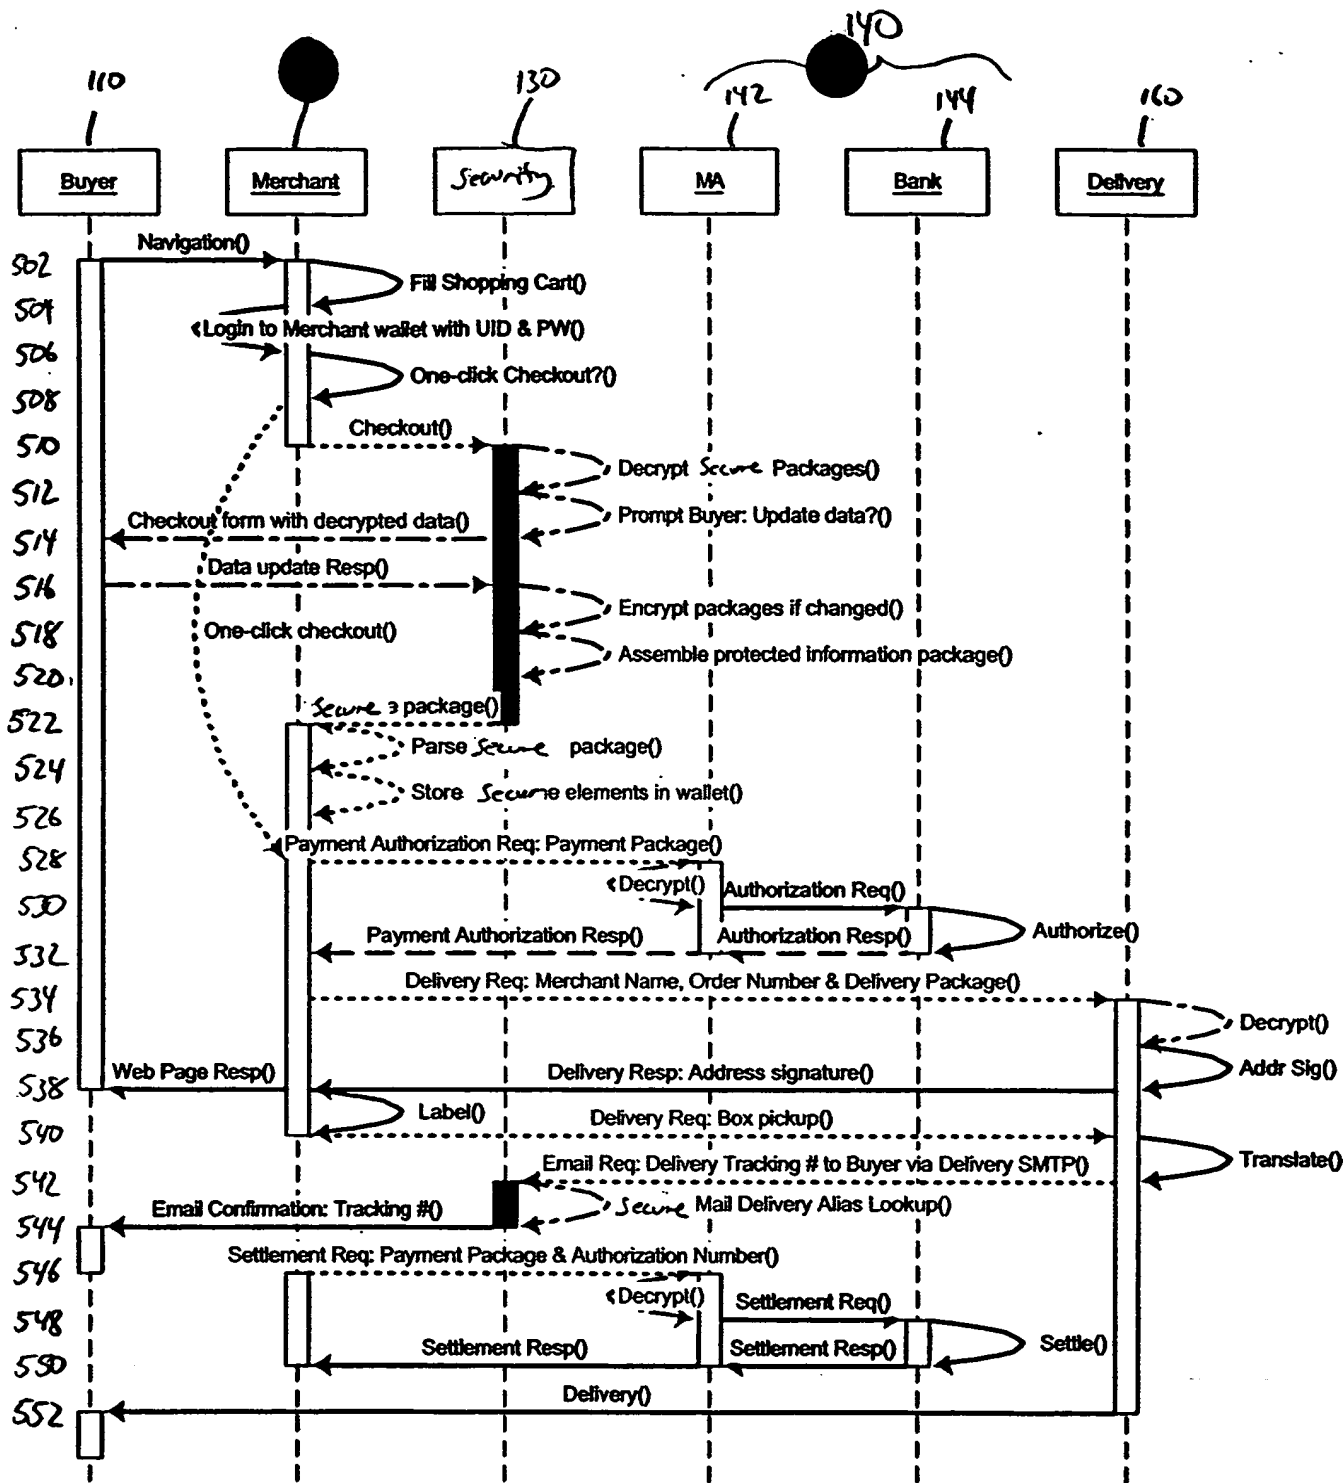 140
110
130
142
144
160
Buyer
Merchant
Security
MA
Bank
Delivery
502
Navigation()
Fill Shopping Cart()
504
Login to Merchant wallet with UID & PW()
506
One-click Checkout?()
508
510
Checkout()
Decrypt Secure Packages()
512
Prompt Buyer: Update data?()
514
Checkout form with decrypted data()
516
Data update Resp()
Encrypt packages if changed()
518
One-click checkout()
Assemble protected information package()
520
Secure package()
522
Parse Secure package()
524
Store Secure elements in wallet()
526
Payment Authorization Req: Payment Package()
528
Decrypt()
Authorization Req()
530
Authorize()
Payment Authorization Resp()
Authorization Resp()
532
Delivery Req: Merchant Name, Order Number & Delivery Package()
534
Decrypt()
536
Web Page Resp()
Delivery Resp: Address signature()
Addr Sig()
538
Label()
Delivery Req: Box pickup()
540
Email Req: Delivery Tracking # to Buyer via Delivery SMTP()
Translate()
542
Email Confirmation: Tracking #()
Secure Mail Delivery Alias Lookup()
544
Settlement Req: Payment Package & Authorization Number()
546
Decrypt()
Settlement Req()
548
Settlement Resp()
Settlement Resp()
Settle()
550
Delivery()
552